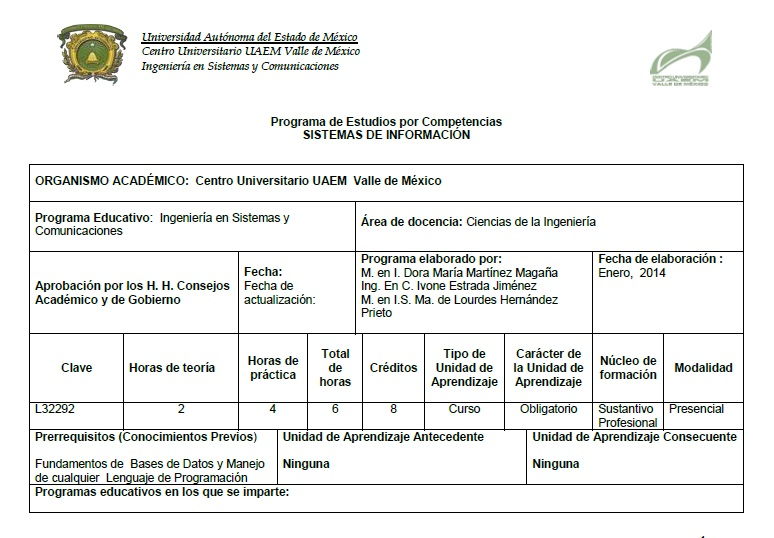 Universidad Autónoma del Estado de México
Centro Universitario UAEM Valle de México
Ingeniería en Sistemas y Comunicaciones
UAEM
VALLE DE MÉXICO
Programa de Estudios por Competencias
SISTEMAS DE INFORMACIÓN
ORGANISMO ACADÉMICO: Centro Universitario UAEM Valle de México
Programa Educativo: Ingeniería en Sistemas y
Comunicaciones
Área de docencia: Ciencias de la Ingeniería
Aprobación por los H. H. Consejos
Académico y de Gobierno
Fecha:
Fecha de
actualización:
Programa elaborado por:
M. en I. Dora María Martínez Magaña
Ing. En C. Ivone Estrada Jiménez
M. en I.S. Ma. de Lourdes Hernández
Prieto
Fecha de elaboración :
Enero, 2014
Clave
Horas de teoría
Horas de
práctica
Total
de
horas
Créditos
Tipo de
Unidad de
Aprendizaje
Carácter de
la Unidad de
Aprendizaje
Núcleo de
formación
Modalidad
L32292
2
4
6
8
Curso
Obligatorio
Sustantivo
Profesional
Presencial
Prerrequisitos (Conocimientos Previos)
Fundamentos de Bases de Datos y Manejo
de cualquier Lenguaje de Programación
Unidad de Aprendizaje Antecedente
Ninguna
Unidad de Aprendizaje Consecuente
Ninguna
Programas educativos en los que se imparte: